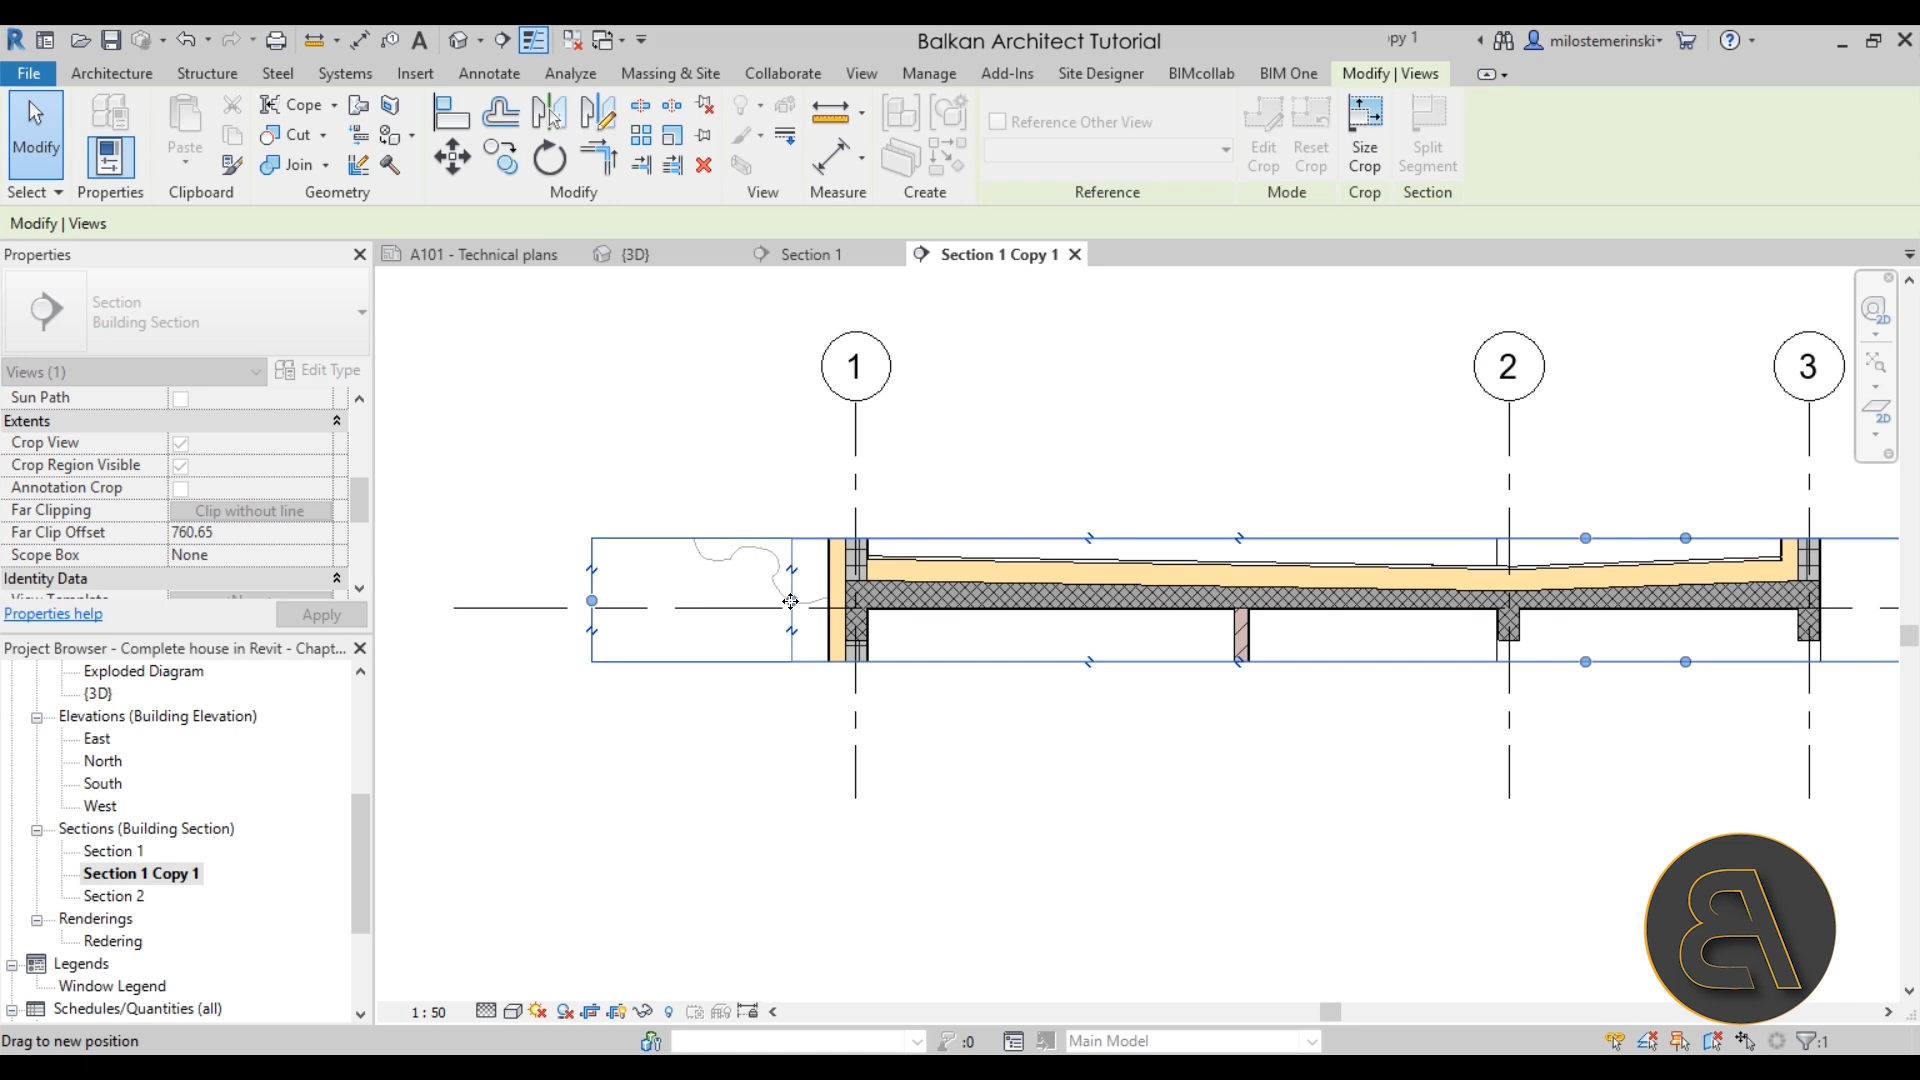 Balkan Architect Tutorial
ɔy 1
milostemerinski
File Architecture Structure Steel Systems Insert Annotate Analyze Massing & Site Collaborate View Manage Add-Ins Site Designer BIMcollab BIM One Modify | Views
Modify
Paste
Cope
Cut
Join
Reference Other View
Edit Crop
Reset Crop
Size Crop
Split Segment
Select Properties Clipboard Geometry Modify View Measure Create Reference Mode Crop Section
Modify | Views
Properties
A101 - Technical plans {3D} Section 1 Section 1 Copy 1
Section
Building Section
Views (1) Edit Type
Sun Path
Extents
Crop View
Crop Region Visible
Annotation Crop
Far Clipping Clip without line
Far Clip Offset 760.65
Scope Box None
Identity Data
Properties help Apply
Project Browser - Complete house in Revit - Chapt...
Exploded Diagram
{3D}
Elevations (Building Elevation)
East
North
South
West
Sections (Building Section)
Section 1
Section 1 Copy 1
Section 2
Renderings
Redering
Legends
Window Legend
Schedules/Quantities (all)
1 2 3
2D
2D
1 : 50
Drag to new position
:0
Main Model
:1